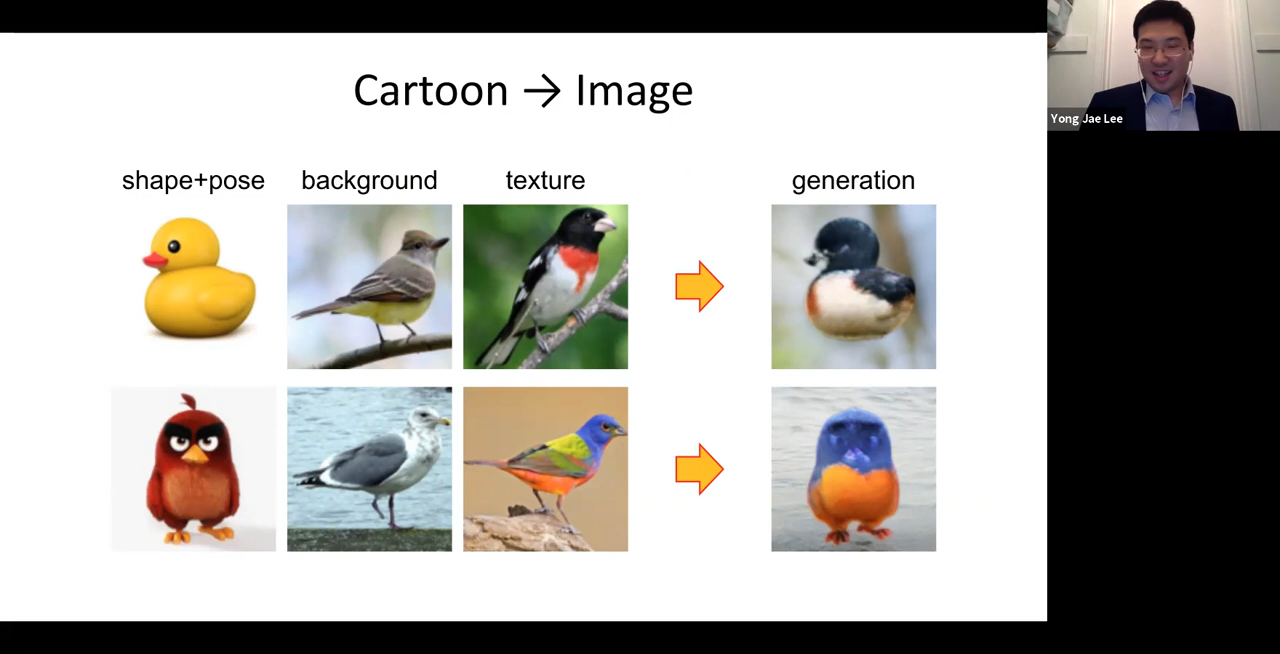 Cartoon → Image
shape+pose background texture generation
Yong Jae Lee